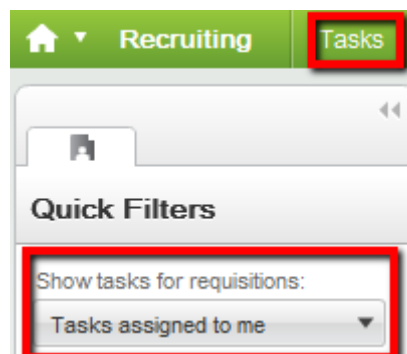 Recruiting Tasks
Quick Filters
Show tasks for requisitions:
Tasks assigned to me